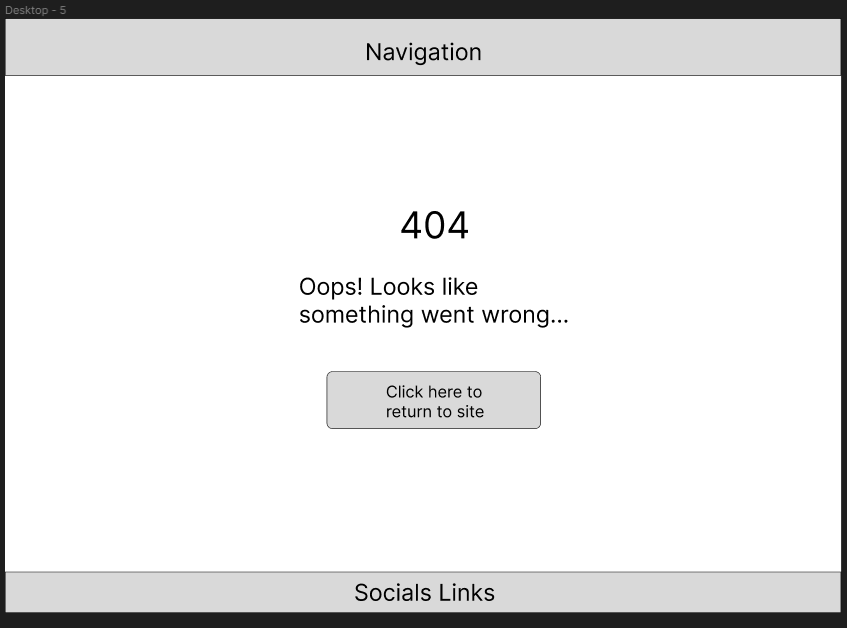 Desktop - 5
Navigation
404
Oops! Looks like
something went wrong...
Click here to
return to site
Socials Links